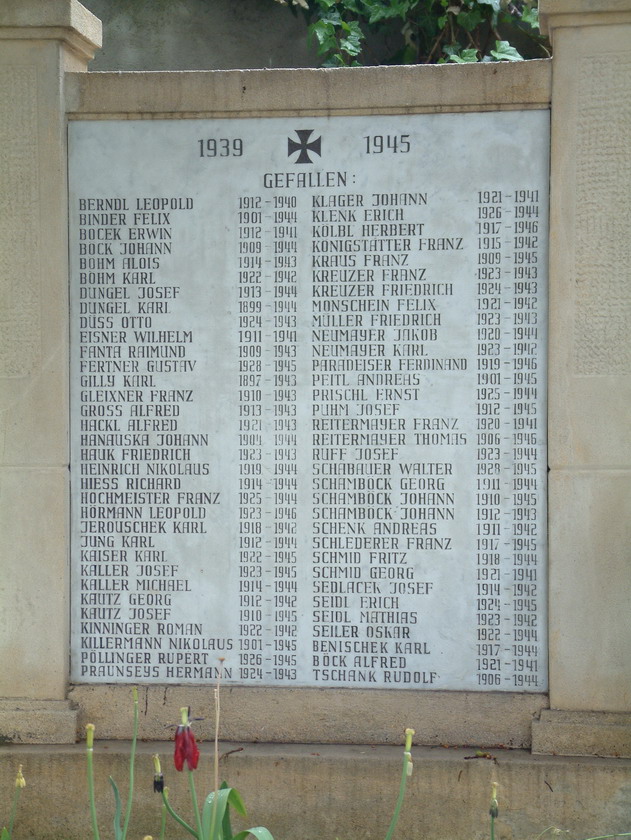 1939 1945
GEFALLEN:
BERNDL LEOPOLD 1912-1940
BINDER FELIX 1901-1944
BOCEK ERWIN 1912-1941
BÖCK JOHANN 1909-1944
BÖHM ALOIS 1914-1943
BÖHM KARL 1922-1942
DUNGEL JOSEF 1913-1944
DUNGEL KARL 1899-1944
DÜSS OTTO 1924-1943
EISNER WILHELM 1911-1941
FANTA RAIMUND 1909-1943
FERTNER GUSTAV 1928-1945
GILLY KARL 1897-1943
GLEIXNER FRANZ 1910-1943
GROSS ALFRED 1913-1943
HACKL ALFRED 1921-1943
HANAUSKA JOHANN 1904-1944
HAUK FRIEDRICH 1923-1943
HEINRICH NIKOLAUS 1919-1944
HIESS RICHARD 1914-1944
HOCHMEISTER FRANZ 1925-1944
HÖRMANN LEOPOLD 1923-1946
JEROUSCHEK KARL 1918-1942
JUNG KARL 1912-1944
KAISER KARL 1922-1945
KALLER JOSEF 1923-1945
KALLER MICHAEL 1914-1944
KAUTZ GEORG 1912-1942
KAUTZ JOSEF 1910-1945
KINNINGER ROMAN 1922-1942
KILLERMANN NIKOLAUS 1901-1945
PÖLLINGER RUPERT 1926-1945
PRAUNSEYS HERMANN 1924-1943
KLAGER JOHANN 1921-1941
KLENK ERICH 1926-1944
KÖLBL HERBERT 1917-1946
KÖNIGSTATTER FRANZ 1915-1942
KRAUS FRANZ 1909-1945
KREUZER FRANZ 1923-1943
KREUZER FRIEDRICH 1924-1943
MONSCHEIN FELIX 1921-1942
MÜLLER FRIEDRICH 1923-1943
NEUMAYER JAKOB 1920-1944
NEUMAYER KARL 1923-1942
PARADEISER FERDINAND 1919-1946
PFITL ANDREAS 1901-1945
PRISCHL ERNST 1925-1944
PUHM JOSEF 1912-1945
REITERMAYER FRANZ 1920-1941
REITERMAYER THOMAS 1906-1946
RUFF JOSEF 1923-1944
SCHABAUER WALTER 1928-1945
SCHAMBÖCK GEORG 1911-1944
SCHAMBÖCK JOHANN 1910-1945
SCHAMBÖCK JOHANN 1912-1943
SCHENK ANDREAS 1911-1942
SCHLEDERER FRANZ 1917-1945
SCHMID FRITZ 1918-1944
SCHMID GEORG 1921-1941
SEDLACEK JOSEF 1914-1942
SEIDL ERICH 1924-1945
SEIDL MATHIAS 1923-1942
SEILER OSKAR 1922-1944
BENISCHEK KARL 1917-1944
BÖCK ALFRED 1921-1941
TSCHANK RUDOLF 1906-1944